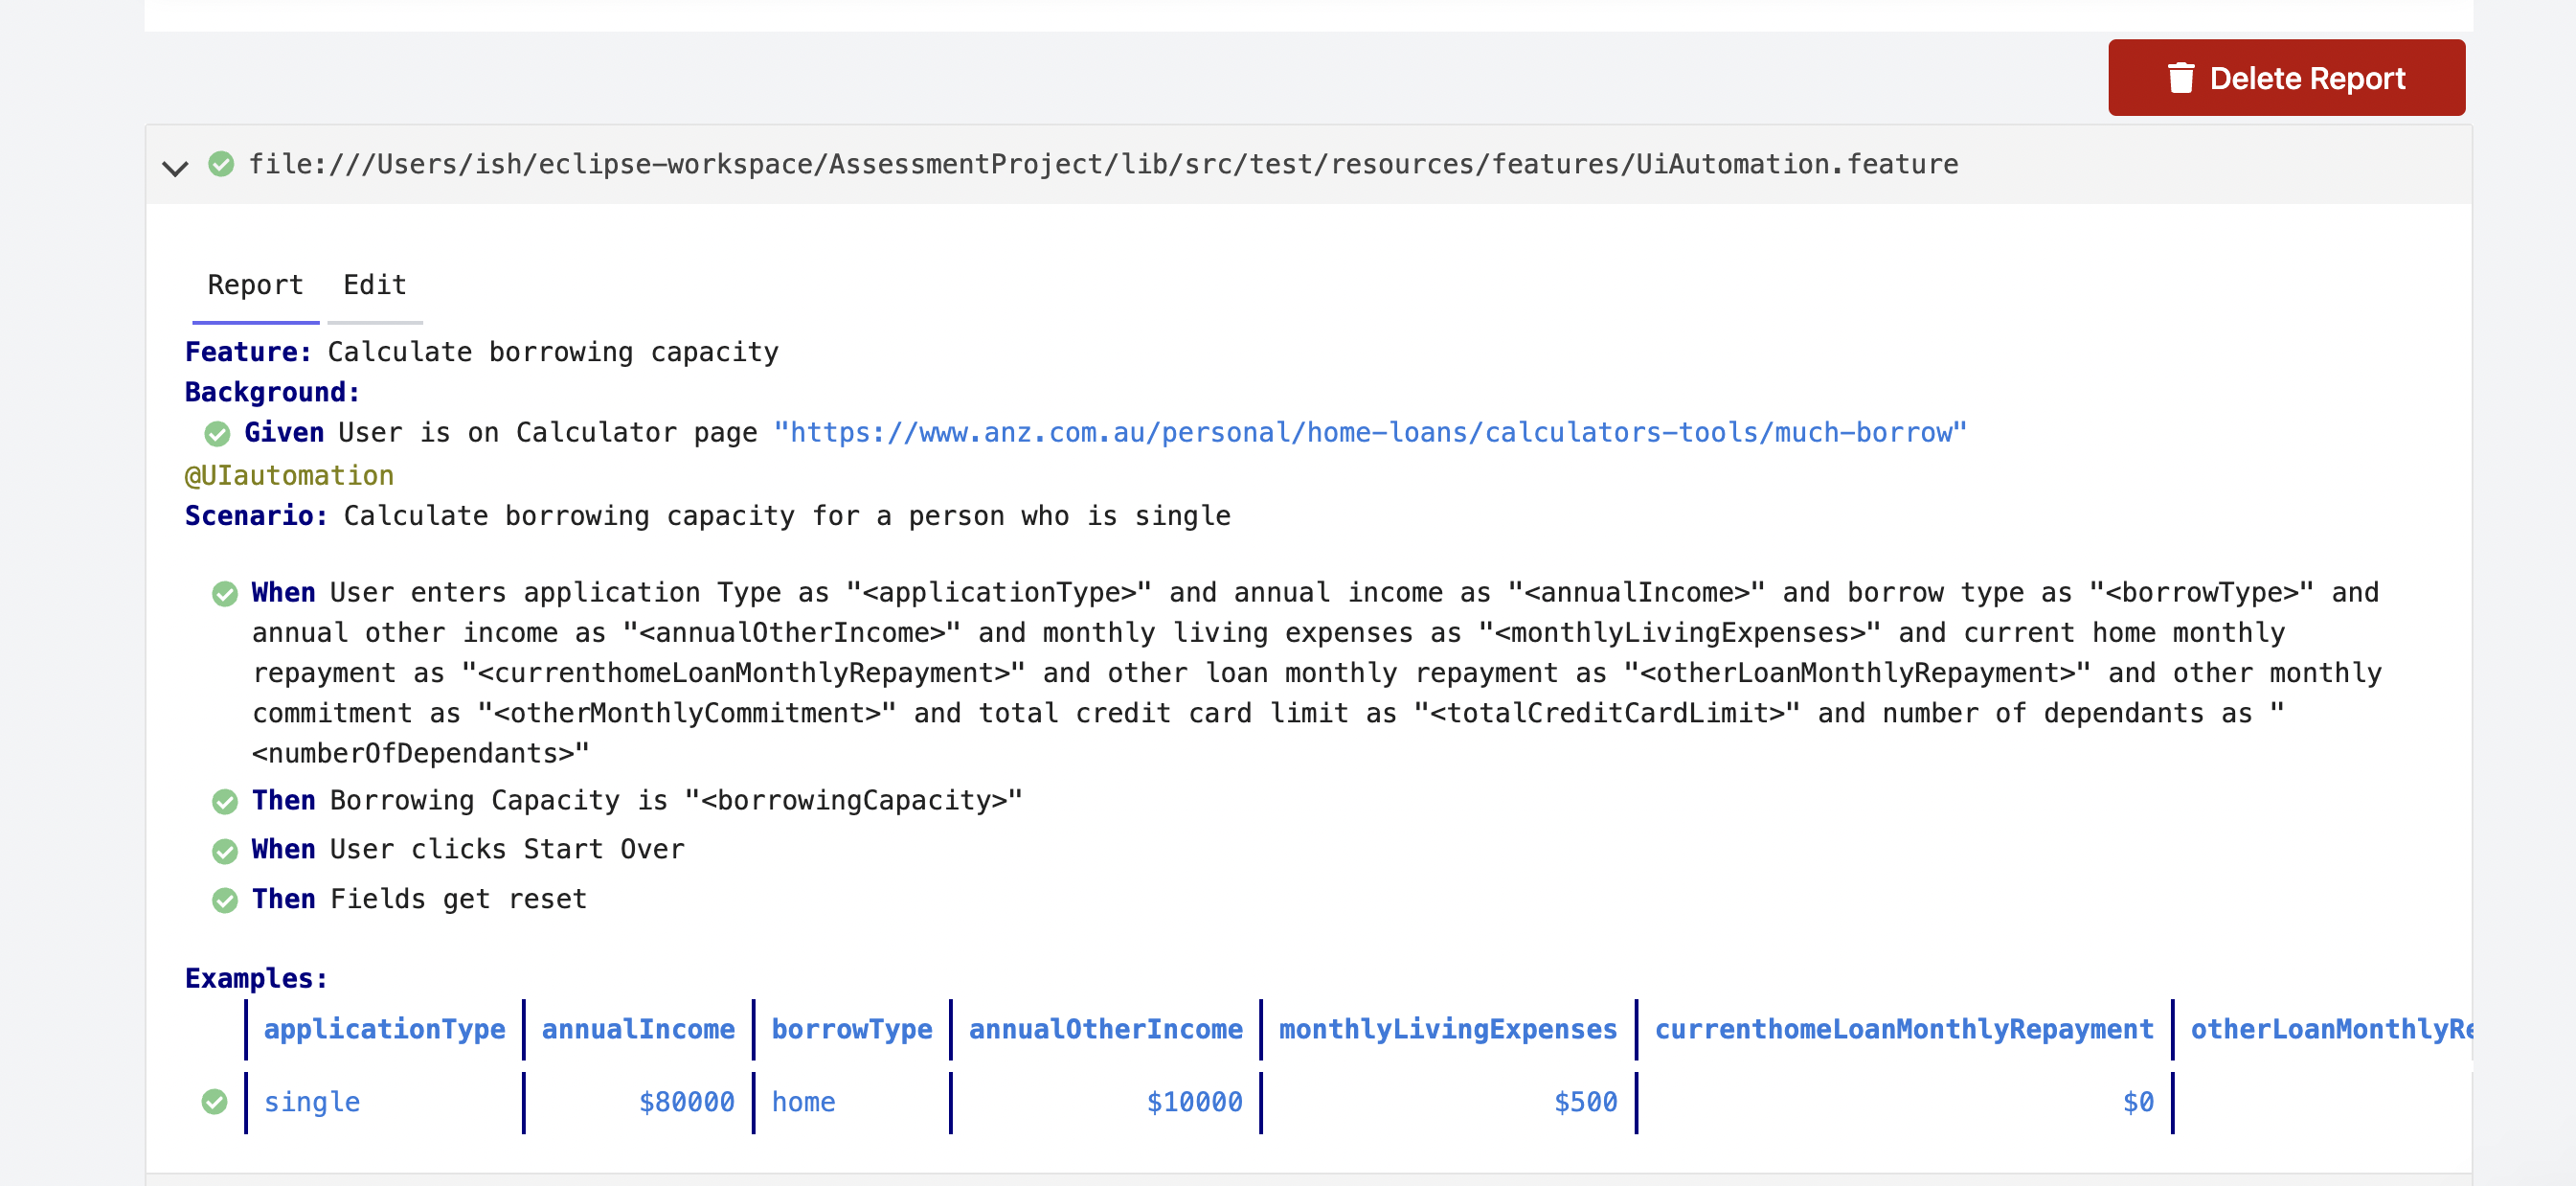 Delete Report
file:///Users/ish/eclipse-workspace/AssessmentProject/lib/src/test/resources/features/UiAutomation.feature
Report Edit
Feature: Calculate borrowing capacity
Background:
Given User is on Calculator page "https://www.anz.com.au/personal/home-loans/calculators-tools/much-borrow"
@UIautomation
Scenario: Calculate borrowing capacity for a person who is single
When User enters application Type as "<applicationType>" and annual income as "<annualIncome>" and borrow type as "<borrowType>" and
annual other income as "<annualOtherIncome>" and monthly living expenses as "<monthlyLivingExpenses>" and current home monthly
repayment as "<currenthomeLoanMonthlyRepayment>" and other loan monthly repayment as "<otherLoanMonthlyRepayment>" and other monthly
commitment as "<otherMonthlyCommitment>" and total credit card limit as "<totalCreditCardLimit>" and number of dependants as "
<numberOfDependants>"
Then Borrowing Capacity is "<borrowingCapacity>"
When User clicks Start Over
Then Fields get reset
Examples:
applicationType annualIncome borrowType annualOtherIncome monthlyLivingExpenses currenthomeLoanMonthlyRepayment otherLoanMonthlyRe
single $80000 home $10000 $500 $0